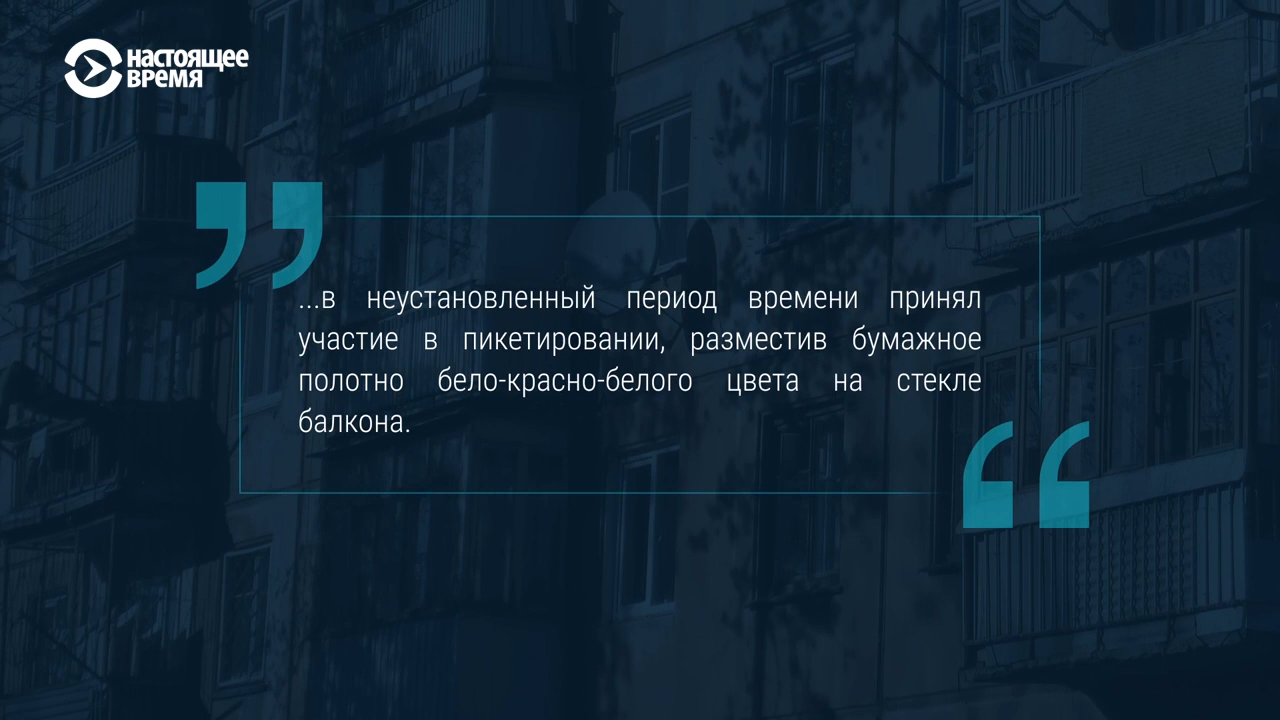 настоящее
время
...в неустановленный период времени принял
участие в пикетировании, разместив бумажное
полотно бело-красно-белого цвета на стекле
балкона.